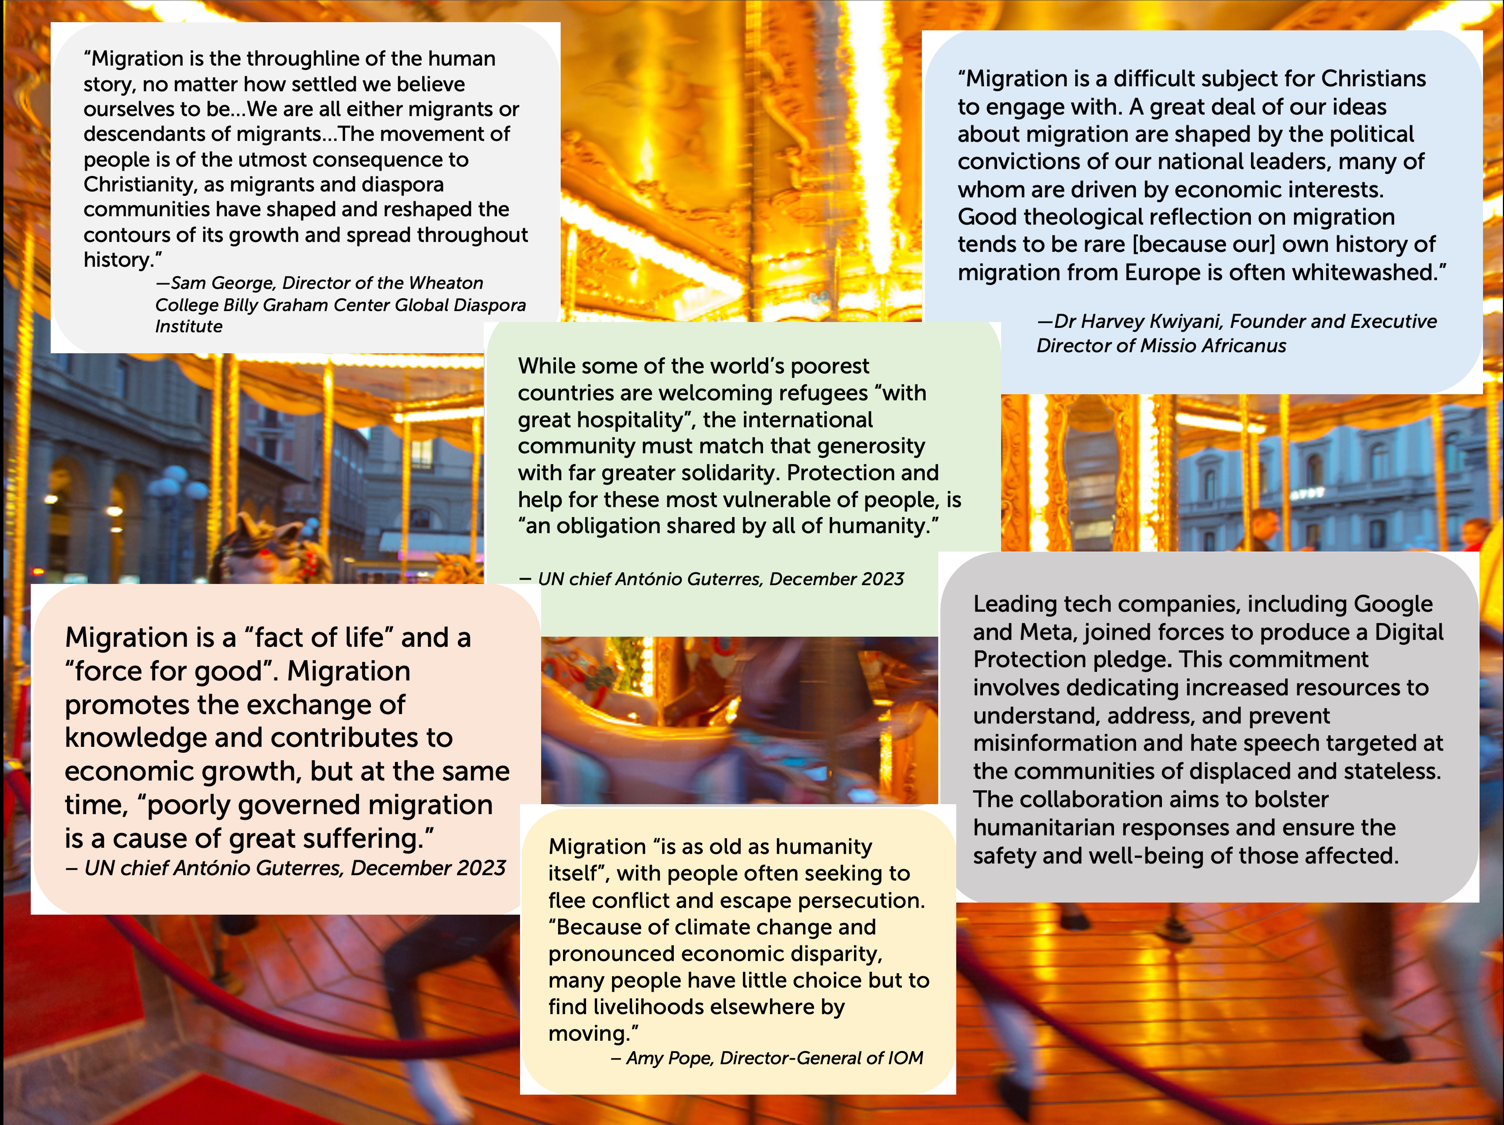 “Migration is the throughline of the human
story, no matter how settled we believe
ourselves to be...We are all either migrants or
descendants of migrants...The movement of
people is of the utmost consequence to
Christianity, as migrants and diaspora
communities have shaped and reshaped the
contours of its growth and spread throughout
history.”
—Sam George, Director of the Wheaton
College Billy Graham Center Global Diaspora
Institute
“Migration is a difficult subject for Christians
to engage with. A great deal of our ideas
about migration are shaped by the political
convictions of our national leaders, many of
whom are driven by economic interests.
Good theological reflection on migration
tends to be rare [because our] own history of
migration from Europe is often whitewashed.”
—Dr Harvey Kwiyani, Founder and Executive
Director of Missio Africanus
While some of the world’s poorest
countries are welcoming refugees “with
great hospitality”, the international
community must match that generosity
with far greater solidarity. Protection and
help for these most vulnerable of people, is
“an obligation shared by all of humanity.”
– UN chief António Guterres, December 2023
Migration is a “fact of life” and a
“force for good”. Migration
promotes the exchange of
knowledge and contributes to
economic growth, but at the same
time, “poorly governed migration
is a cause of great suffering.”
– UN chief António Guterres, December 2023
Leading tech companies, including Google
and Meta, joined forces to produce a Digital
Protection pledge. This commitment
involves dedicating increased resources to
understand, address, and prevent
misinformation and hate speech targeted at
the communities of displaced and stateless.
The collaboration aims to bolster
humanitarian responses and ensure the
safety and well-being of those affected.
Migration “is as old as humanity
itself”, with people often seeking to
flee conflict and escape persecution.
“Because of climate change and
pronounced economic disparity,
many people have little choice but to
find livelihoods elsewhere by
moving.”
– Amy Pope, Director-General of IOM